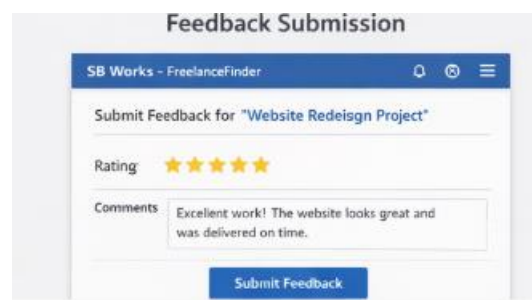 Feedback Submission
SB Works - FreelanceFinder
Submit Feedback for "Website Redeisgn Project"
Rating
Comments
Excellent work! The website looks great and
was delivered on time.
Submit Feedback